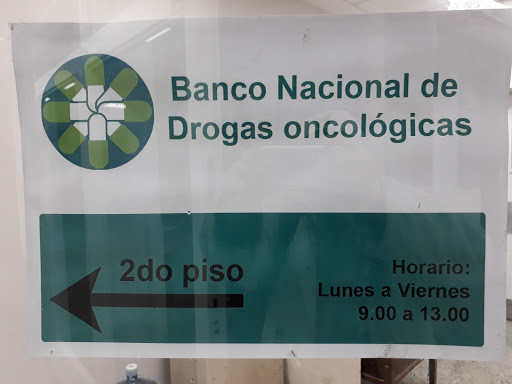 Banco Nacional de
Drogas oncológicas
2do piso
Horario:
Lunes a Viernes
9.00 a 13.00